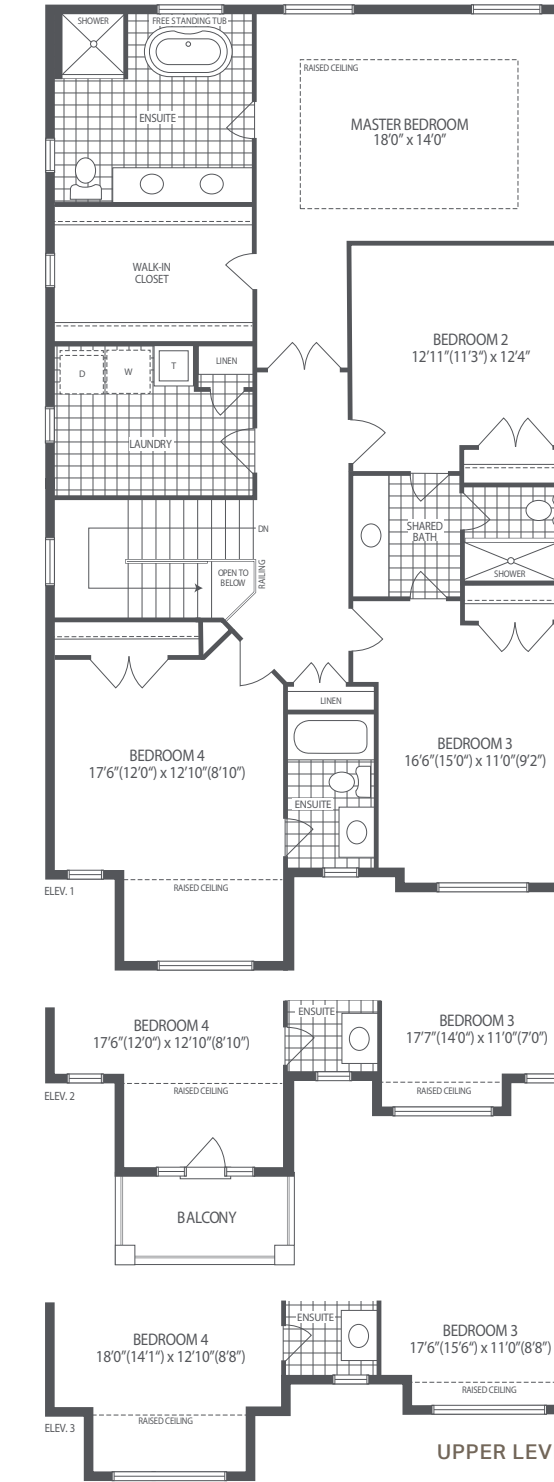 SHOWER
FREE STANDING TUB
ENSUITE
RAISED CEILING
MASTER BEDROOM
18'0" x 14'0"
WALK-IN
CLOSET
BEDROOM 2
12'11"(11'3") x 12'4"
D
W
T
LINEN
LAUNDRY
DN
OPEN TO
BELOW
RAILING
SHARED
BATH
SHOWER
LINEN
BEDROOM 4
17'6"(12'0") x 12'10"(8'10")
BEDROOM 3
16'6"(15'0") x 11'0"(9'2")
ENSUITE
RAISED CEILING
ELEV. 1
ENSUITE
BEDROOM 4
17'6"(12'0") x 12'10"(8'10")
BEDROOM 3
17'7"(14'0") x 11'0"(7'0")
RAISED CEILING
RAISED CEILING
ELEV. 2
BALCONY
ENSUITE
BEDROOM 4
18'0"(14'1") x 12'10"(8'8")
BEDROOM 3
17'6"(15'6") x 11'0"(8'8")
RAISED CEILING
RAISED CEILING
ELEV. 3
UPPER LEV